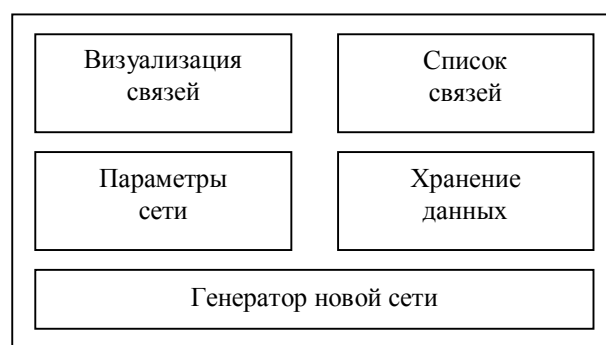 Визуализация
связей
Список
связей
Параметры
сети
Хранение
данных
Генератор новой сети